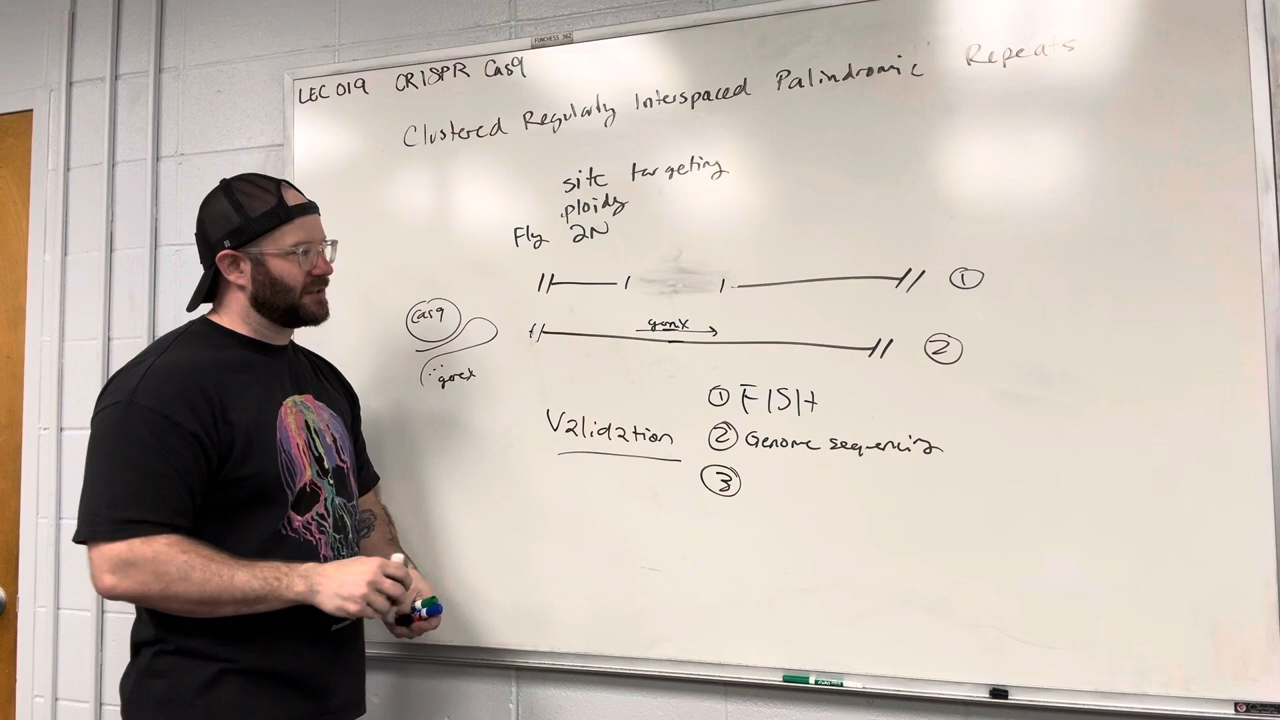 FUNCHESS 362
LEC 019 CRISPR Cas9
Clustered Regularly Interspaced Palindromic Repeats
site targeting
ploidy
Fly 2N
①
Cas9
genX
②
genex
① FISH
Validation
② Genome sequencing
③